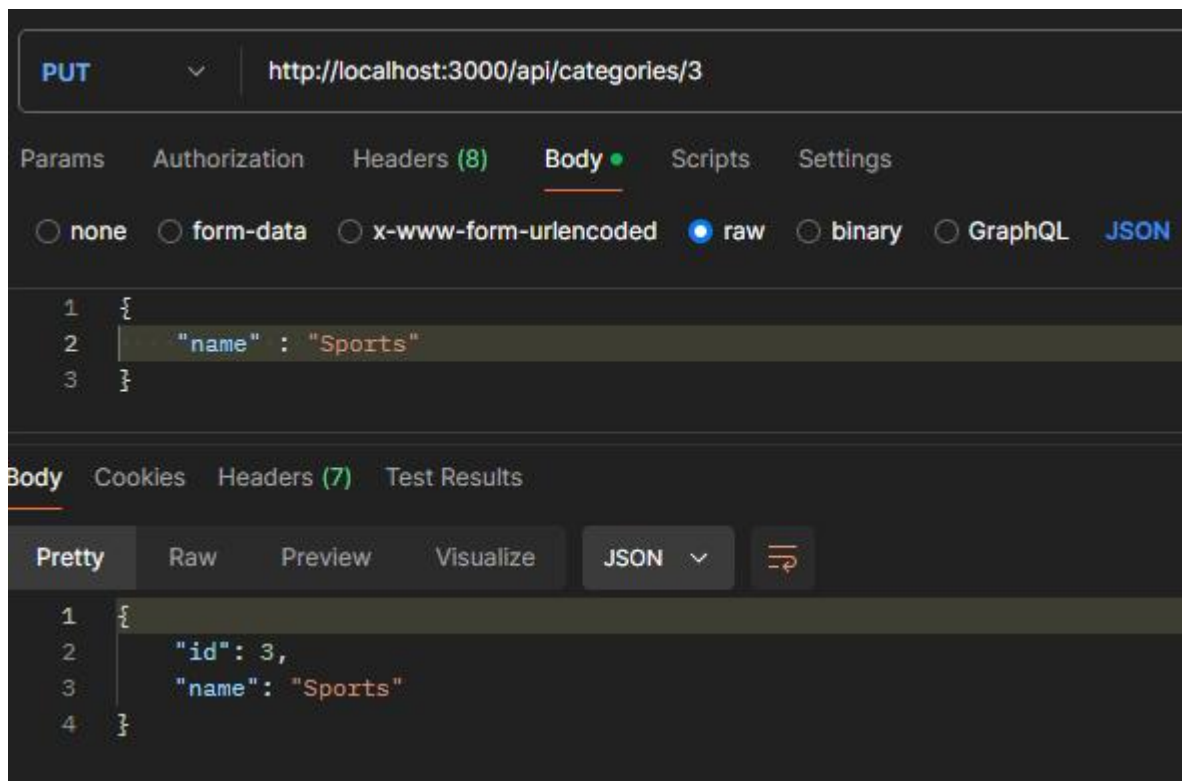 PUT http://localhost:3000/api/categories/3
Params Authorization Headers (8) Body Scripts Settings
none form-data x-www-form-urlencoded raw binary GraphQL JSON
1 {
2 "name" : "Sports"
3 }
Body Cookies Headers (7) Test Results
Pretty Raw Preview Visualize JSON
1 {
2 "id": 3,
3 "name": "Sports"
4 }